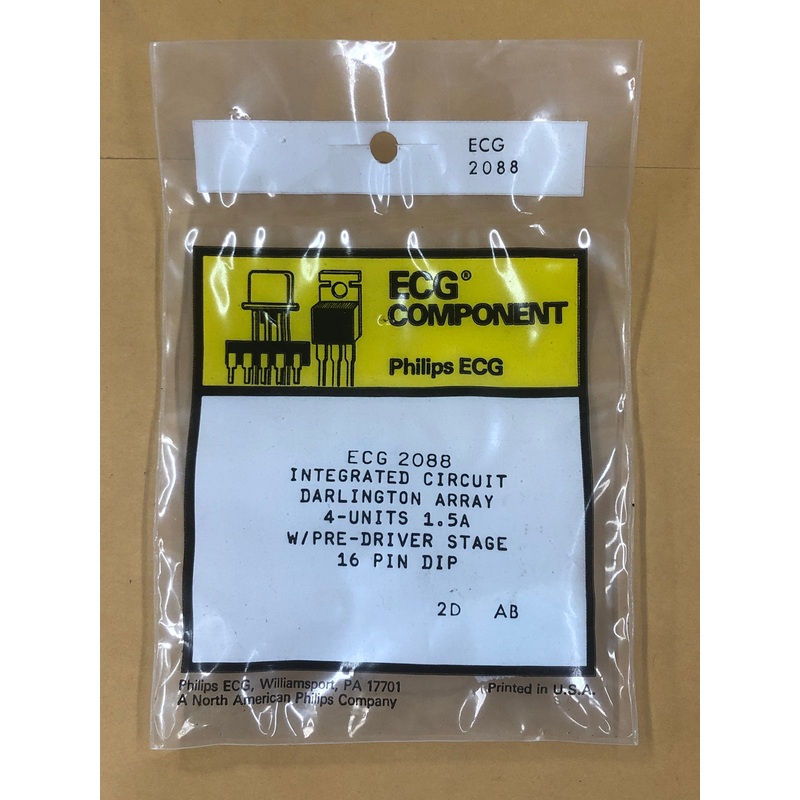 ECG
2088
ECG®
COMPONENT
Philips ECG
ECG 2088
INTEGRATED CIRCUIT
DARLINGTON ARRAY
4-UNITS 1.5A
W/PRE-DRIVER STAGE
16 PIN DIP
2D AB
Philips ECG, Williamsport, PA 17701
A North American Philips Company
Printed in U.S.A.